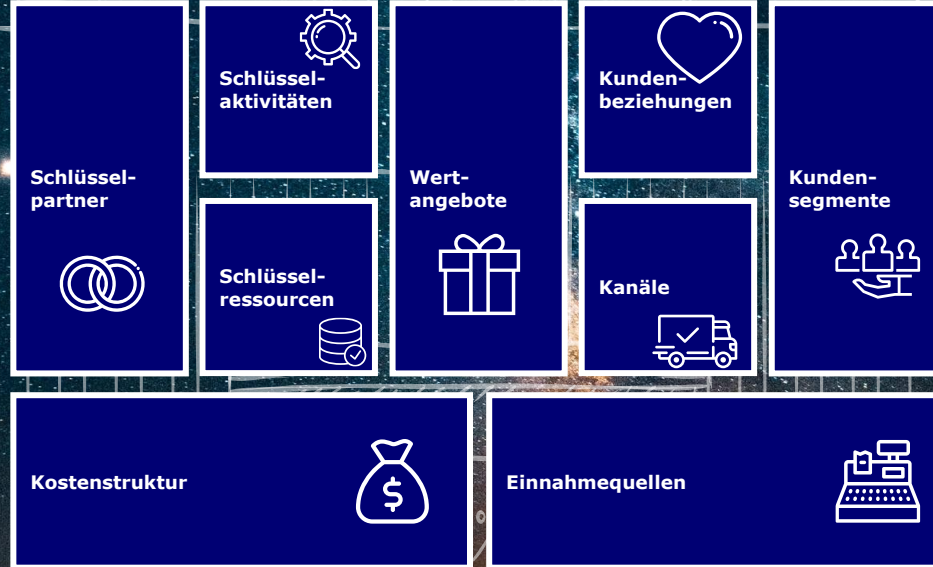 Schlüssel-
partner
Schlüssel-
aktivitäten
Schlüssel-
ressourcen
Wert-
angebote
Kunden-
beziehungen
Kanäle
Kunden-
segmente
Kostenstruktur
$
Einnahmequellen